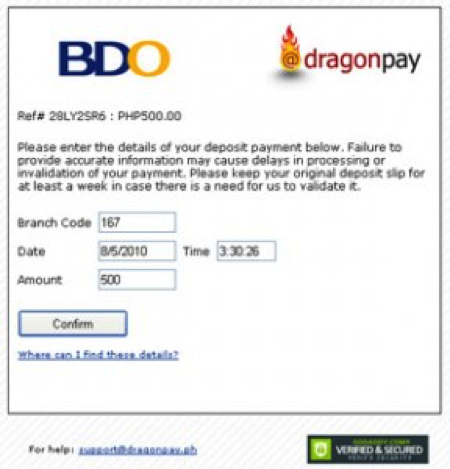 BDO
@dragonpay
Ref# 28LY2SR6 : PHP500.00
Please enter the details of your deposit payment below. Failure to
provide accurate information may cause delays in processing or
invalidation of your payment. Please keep your original deposit slip for
at least a week in case there is a need for us to validate it.
Branch Code 167
Date 8/5/2010 Time 3:30:26
Amount 500
Confirm
Where can I find these details?
For help: support@dragonpay.ph
GODADDY.COM
VERIFIED & SECURED
VERIFY SECURITY